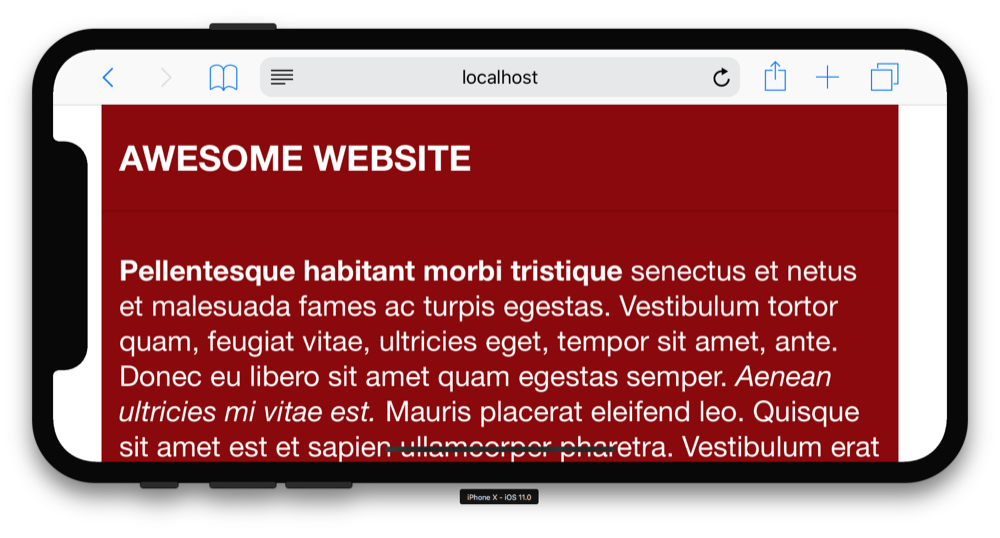 localhost
AWESOME WEBSITE
Pellentesque habitant morbi tristique senectus et netus
et malesuada fames ac turpis egestas. Vestibulum tortor
quam, feugiat vitae, ultricies eget, tempor sit amet, ante.
Donec eu libero sit amet quam egestas semper. Aenean
ultricies mi vitae est. Mauris placerat eleifend leo. Quisque
sit amet est et sapien ullamcorper pharetra. Vestibulum erat
iPhone X - iOS 11.0